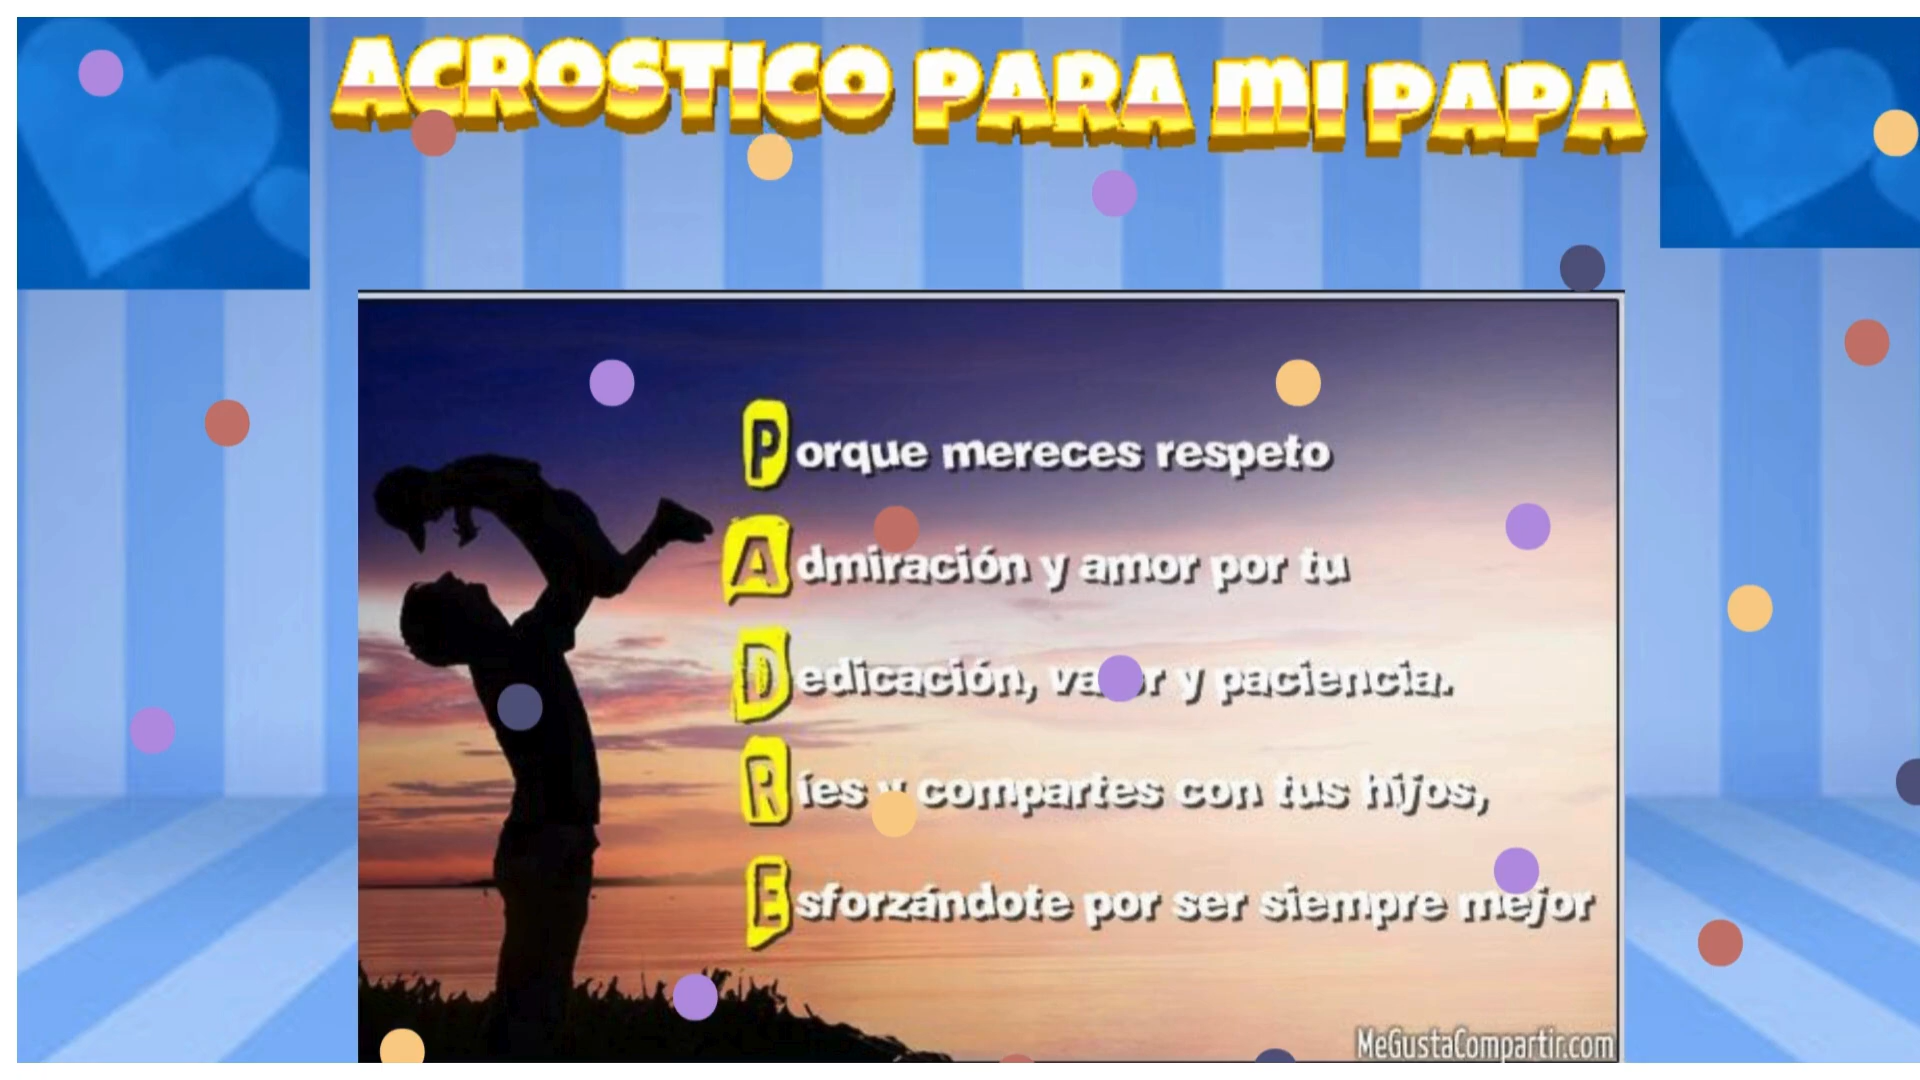 ACROSTICO PARA MI PAPA
Porque mereces respeto
Admiración y amor por tu
Dedicación, y paciencia.
Ríes y compartes con tus hijos,
Esforzándote por ser siempre mejor
MeGustaCompartir.com